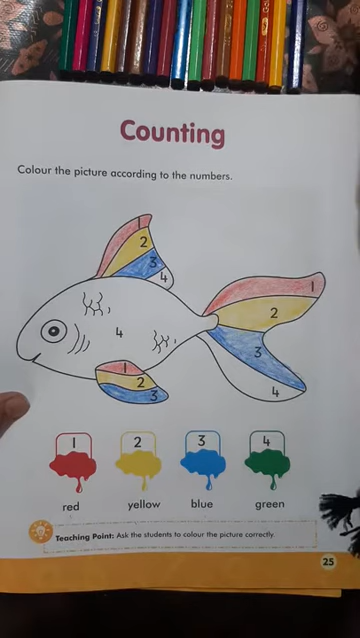 Counting
Colour the picture according to the numbers.
1
2
3
4
1
2
3
4
4
1
2
3
1 2 3 4
red yellow blue green
Teaching Point: Ask the students to colour the picture correctly.
25